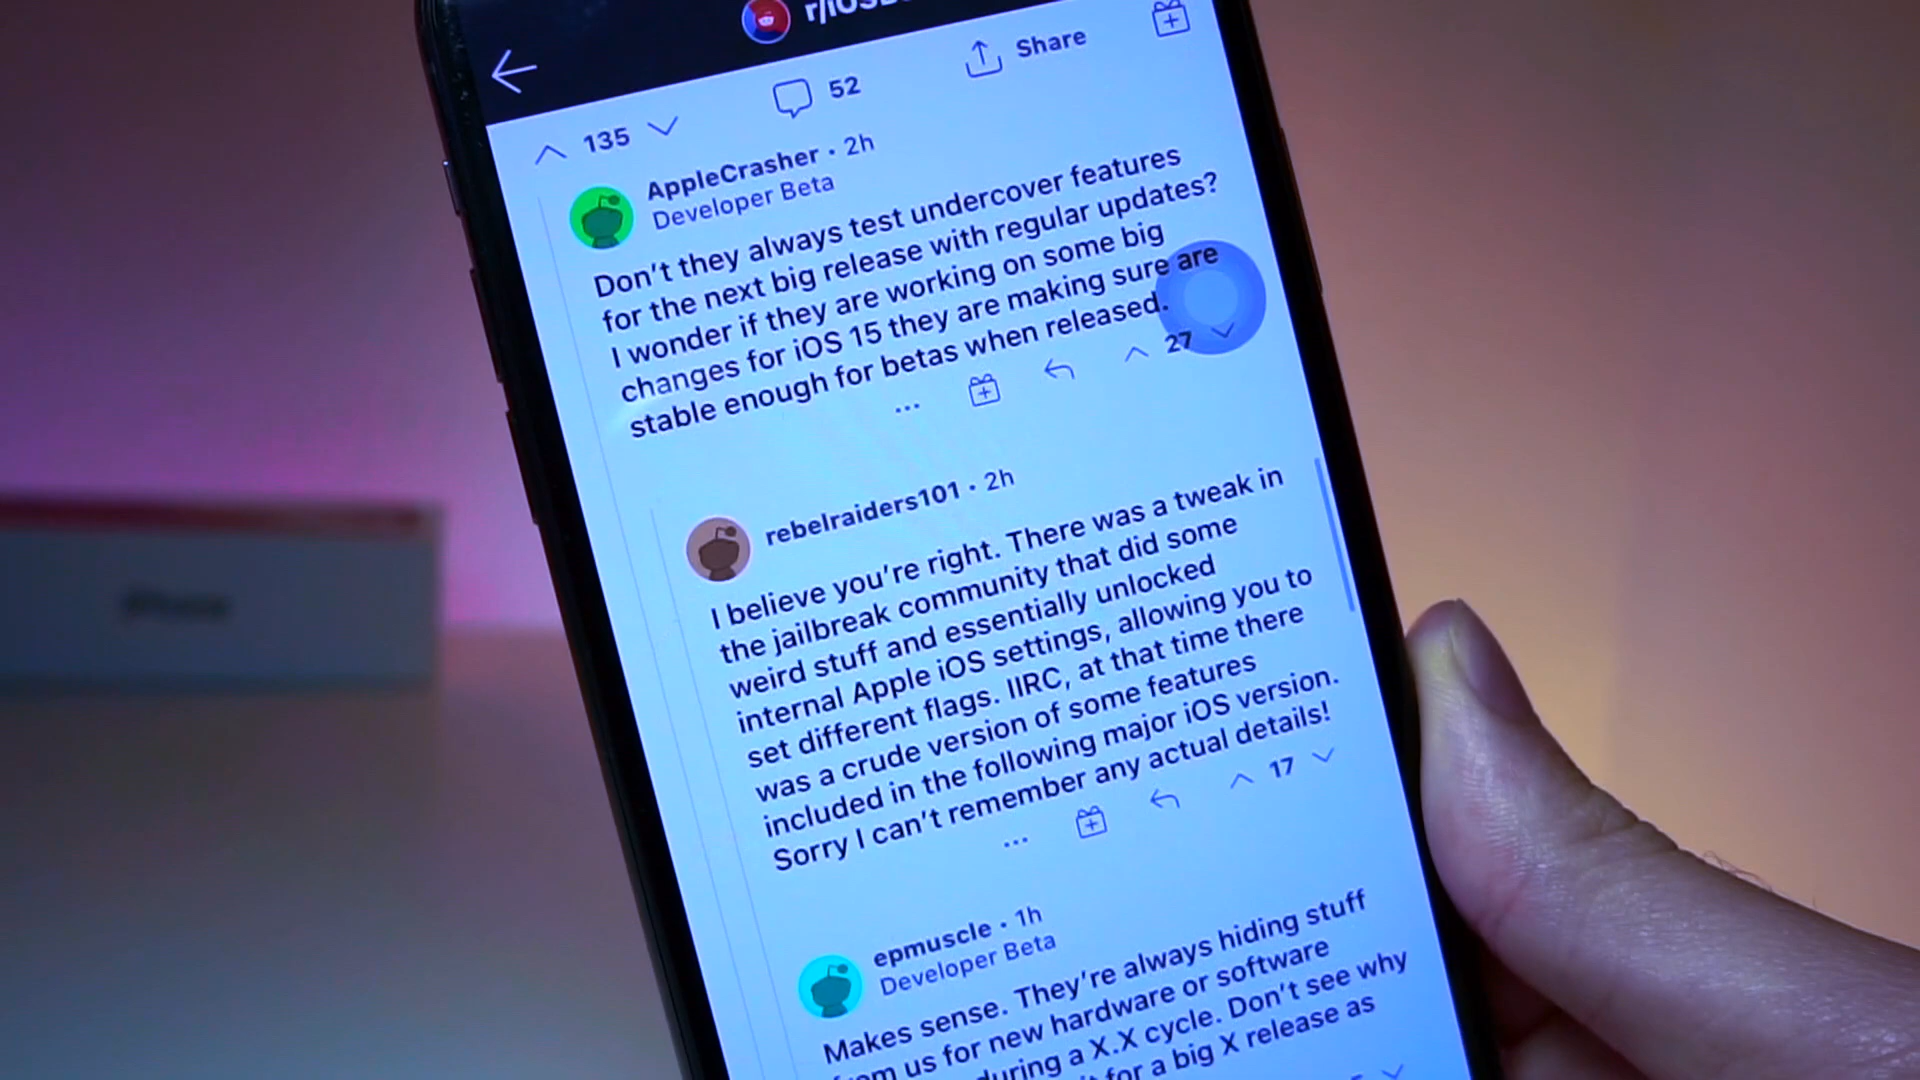 52
Share
135
AppleCrasher • 2h
Developer Beta
Don't they always test undercover features
for the next big release with regular updates?
I wonder if they are working on some big
changes for iOS 15 they are making sure are
stable enough for betas when released.
27
rebelraiders101 • 2h
I believe you're right. There was a tweak in
the jailbreak community that did some
weird stuff and essentially unlocked
internal Apple iOS settings, allowing you to
set different flags. IIRC, at that time there
was a crude version of some features
included in the following major iOS version.
Sorry I can't remember any actual details!
17
epmuscle • 1h
Developer Beta
Makes sense. They're always hiding stuff
us for new hardware or software
during a X.X cycle. Don't see why
for a big X release as